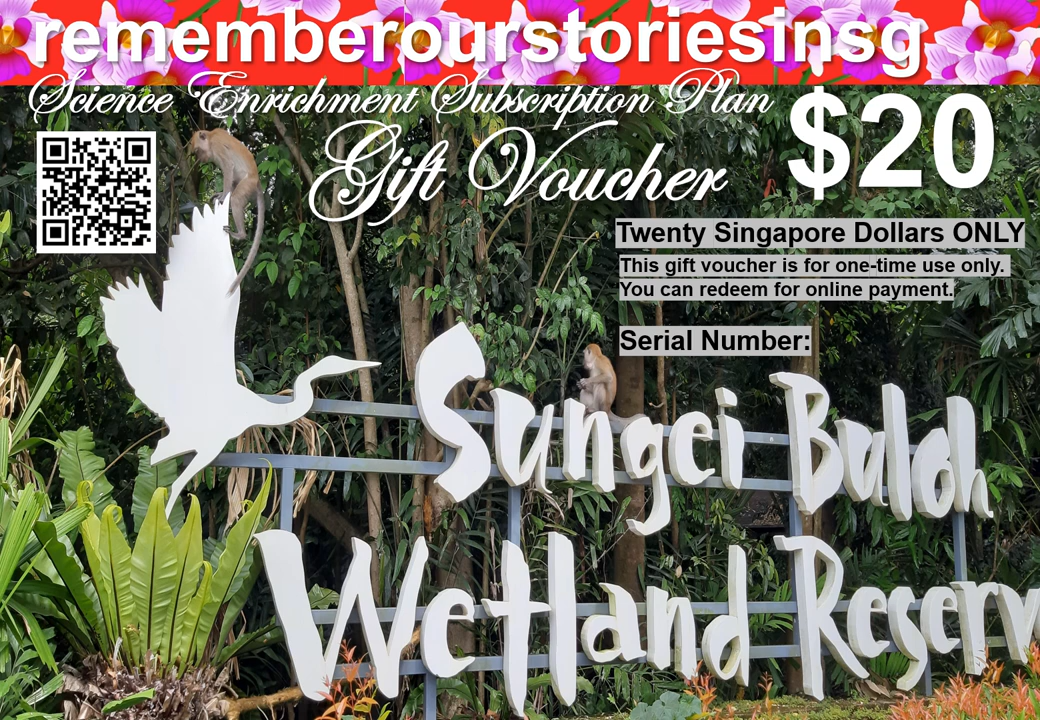 rememberourstoriesinsg
Science Enrichment Subscription Plan
Gift Voucher
$20
Twenty Singapore Dollars ONLY
This gift voucher is for one-time use only.
You can redeem for online payment.
Serial Number:
Sungei Buloh
Wetland Reserv